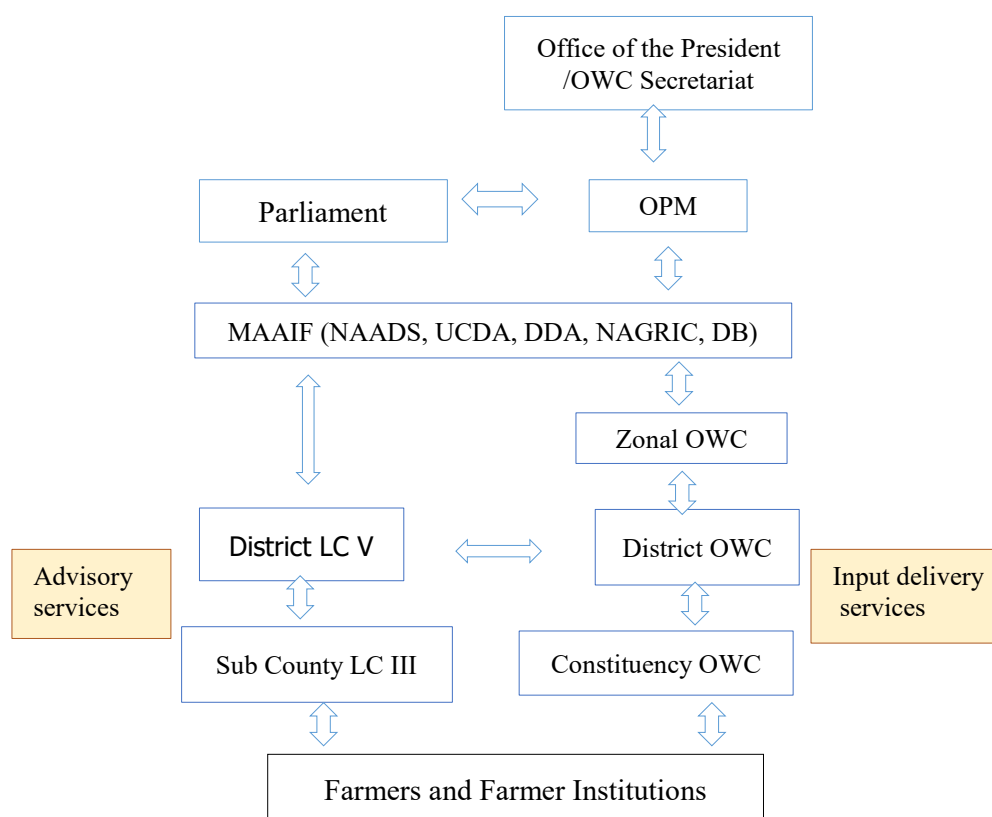 Office of the President
/OWC Secretariat
Parliament
OPM
MAAIF (NAADS, UCDA, DDA, NAGRIC, DB)
Zonal OWC
District LC V
District OWC
Advisory
services
Input delivery
services
Sub County LC III
Constituency OWC
Farmers and Farmer Institutions